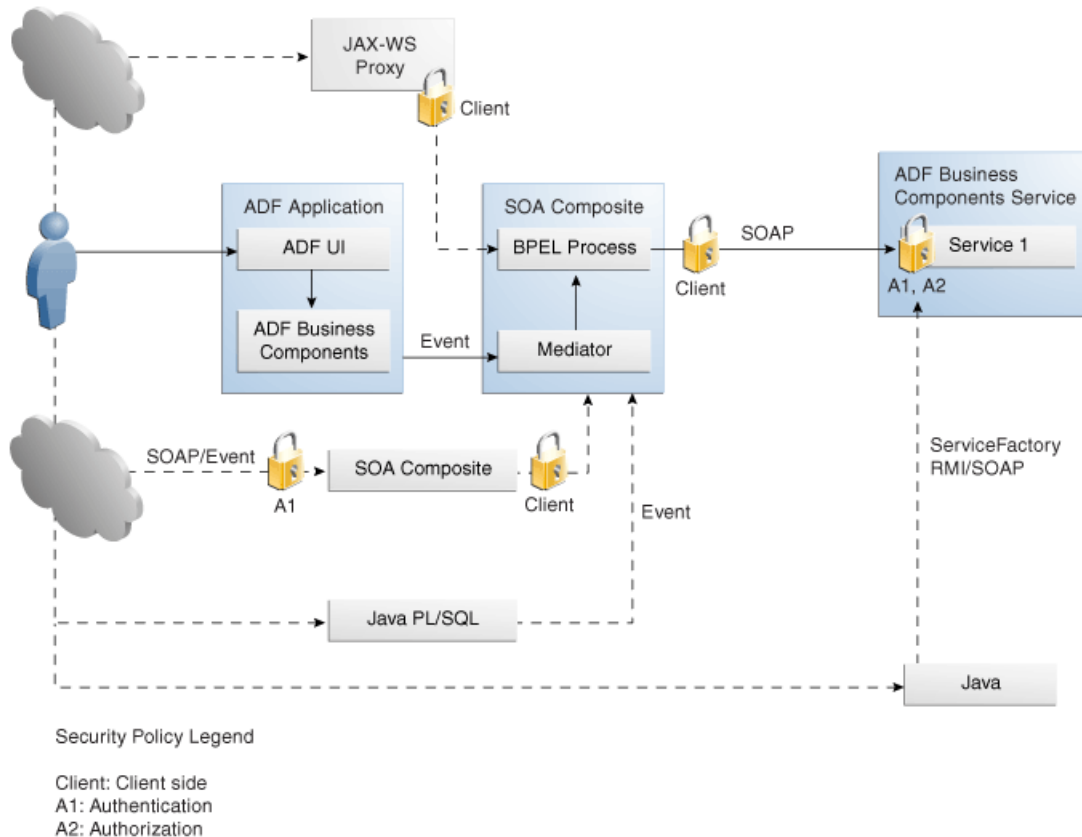 JAX-WS
Proxy
Client
ADF Application
ADF UI
ADF Business
Components
Event
SOA Composite
BPEL Process
Mediator
Client
SOAP
ADF Business
Components Service
Service 1
A1, A2
SOAP/Event
A1
SOA Composite
Client
Event
ServiceFactory
RMI/SOAP
Java PL/SQL
Java
Security Policy Legend
Client: Client side
A1: Authentication
A2: Authorization